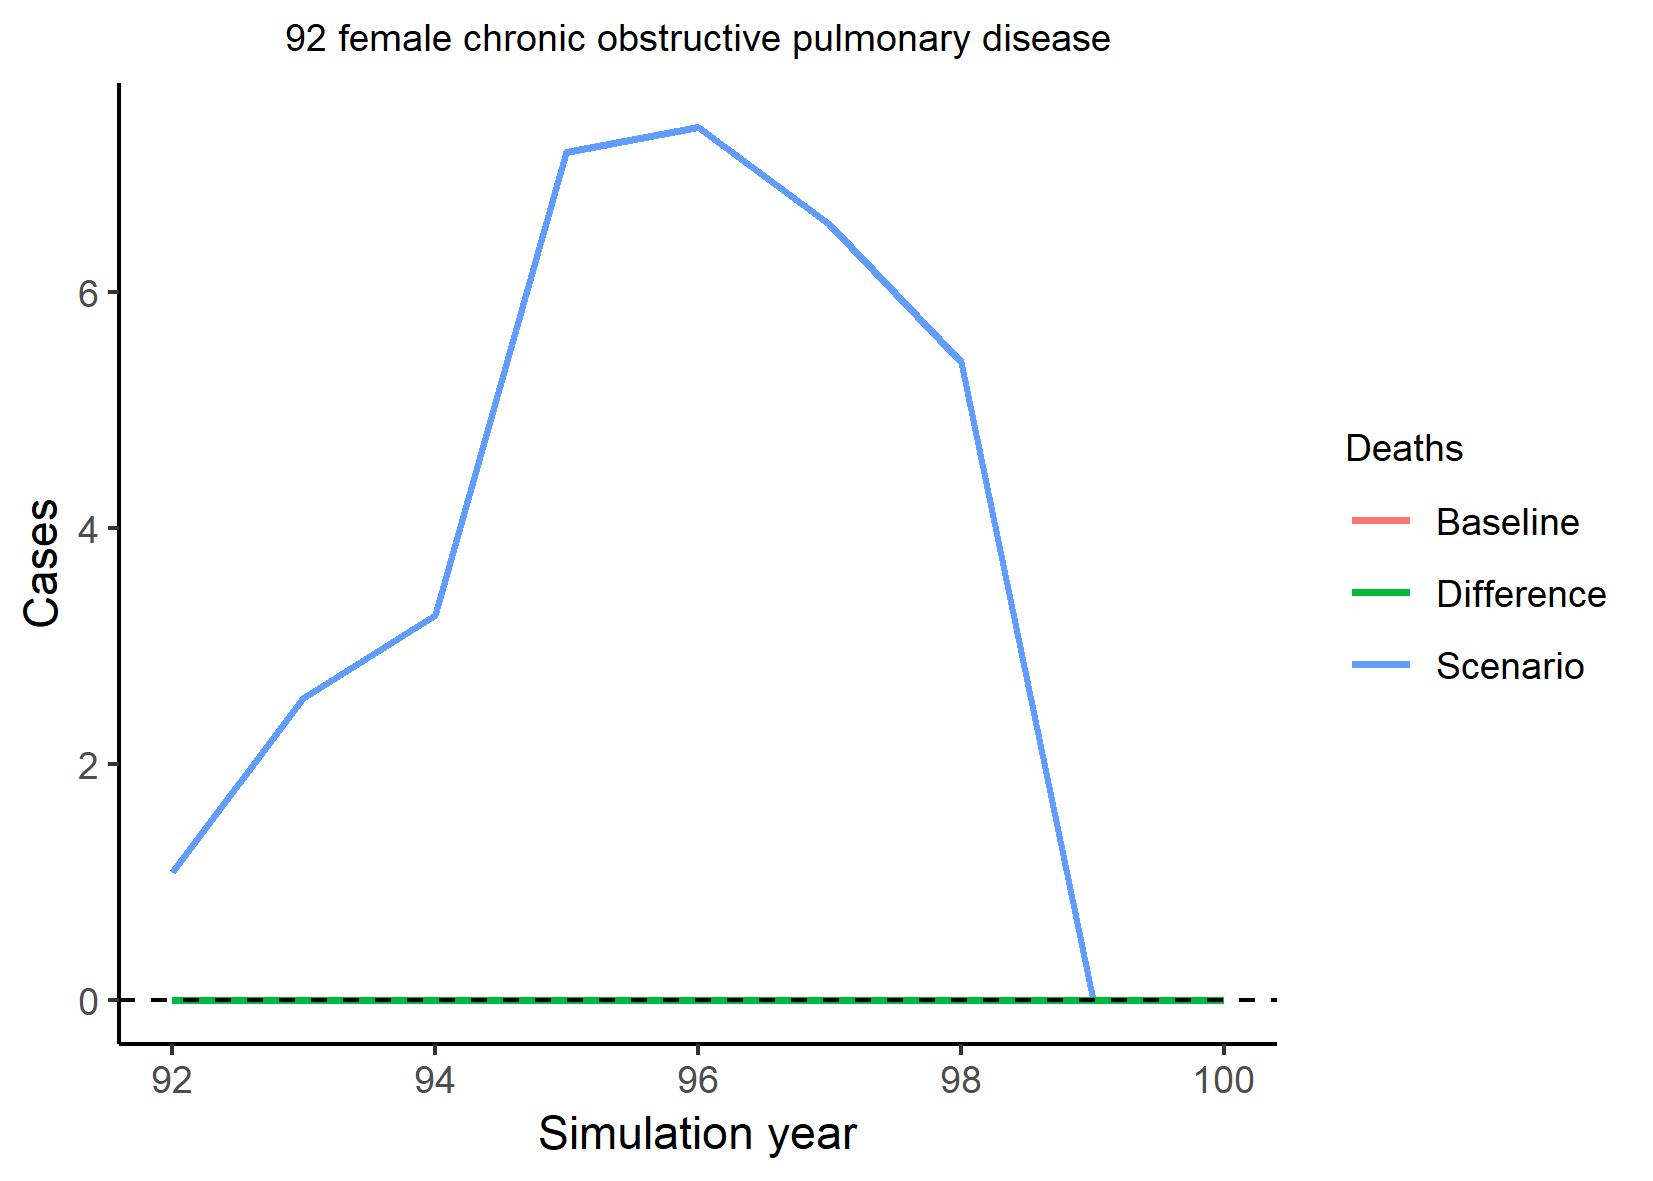 92 female chronic obstructive pulmonary disease
Cases
6
4
2
0
92 94 96 98 100
Simulation year
Deaths
Baseline
Difference
Scenario